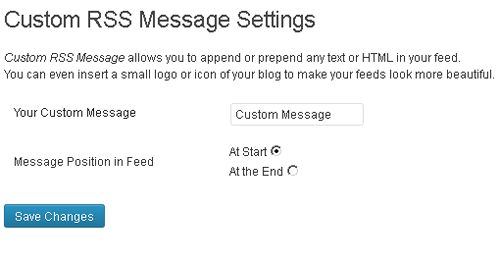 Custom RSS Message Settings
Custom RSS Message allows you to append or prepend any text or HTML in your feed.
You can even insert a small logo or icon of your blog to make your feeds look more beautiful.
Your Custom Message Custom Message
At Start
Message Position in Feed
At the End
Save Changes